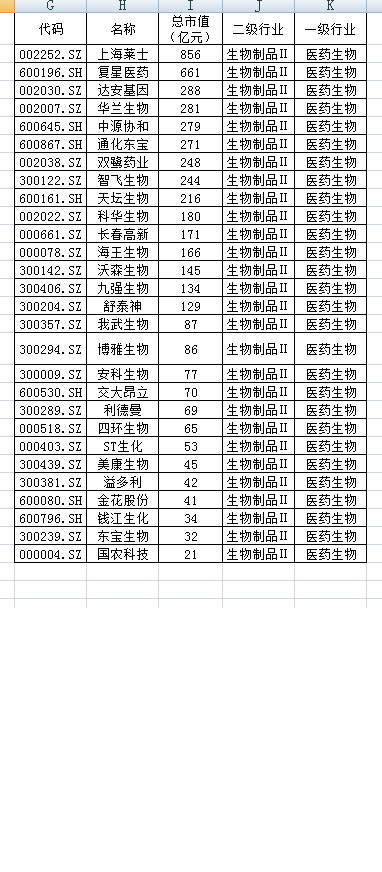 G H I J K
代码 名称 总市值（亿元） 二级行业 一级行业
002252.SZ 上海莱士 856 生物制品Ⅱ 医药生物
600196.SH 复星医药 661 生物制品Ⅱ 医药生物
002030.SZ 达安基因 288 生物制品Ⅱ 医药生物
002007.SZ 华兰生物 281 生物制品Ⅱ 医药生物
600645.SH 中源协和 279 生物制品Ⅱ 医药生物
600867.SH 通化东宝 271 生物制品Ⅱ 医药生物
002038.SZ 双鹭药业 248 生物制品Ⅱ 医药生物
300122.SZ 智飞生物 244 生物制品Ⅱ 医药生物
600161.SH 天坛生物 216 生物制品Ⅱ 医药生物
002022.SZ 科华生物 180 生物制品Ⅱ 医药生物
000661.SZ 长春高新 171 生物制品Ⅱ 医药生物
000078.SZ 海王生物 166 生物制品Ⅱ 医药生物
300142.SZ 沃森生物 145 生物制品Ⅱ 医药生物
300406.SZ 九强生物 134 生物制品Ⅱ 医药生物
300204.SZ 舒泰神 129 生物制品Ⅱ 医药生物
300357.SZ 我武生物 87 生物制品Ⅱ 医药生物
300294.SZ 博雅生物 86 生物制品Ⅱ 医药生物
300009.SZ 安科生物 77 生物制品Ⅱ 医药生物
600530.SH 交大昂立 70 生物制品Ⅱ 医药生物
300289.SZ 利德曼 69 生物制品Ⅱ 医药生物
000518.SZ 四环生物 65 生物制品Ⅱ 医药生物
000403.SZ ST生化 53 生物制品Ⅱ 医药生物
300439.SZ 美康生物 45 生物制品Ⅱ 医药生物
300381.SZ 溢多利 42 生物制品Ⅱ 医药生物
600080.SH 金花股份 41 生物制品Ⅱ 医药生物
600796.SH 钱江生化 34 生物制品Ⅱ 医药生物
300239.SZ 东宝生物 32 生物制品Ⅱ 医药生物
000004.SZ 国农科技 21 生物制品Ⅱ 医药生物